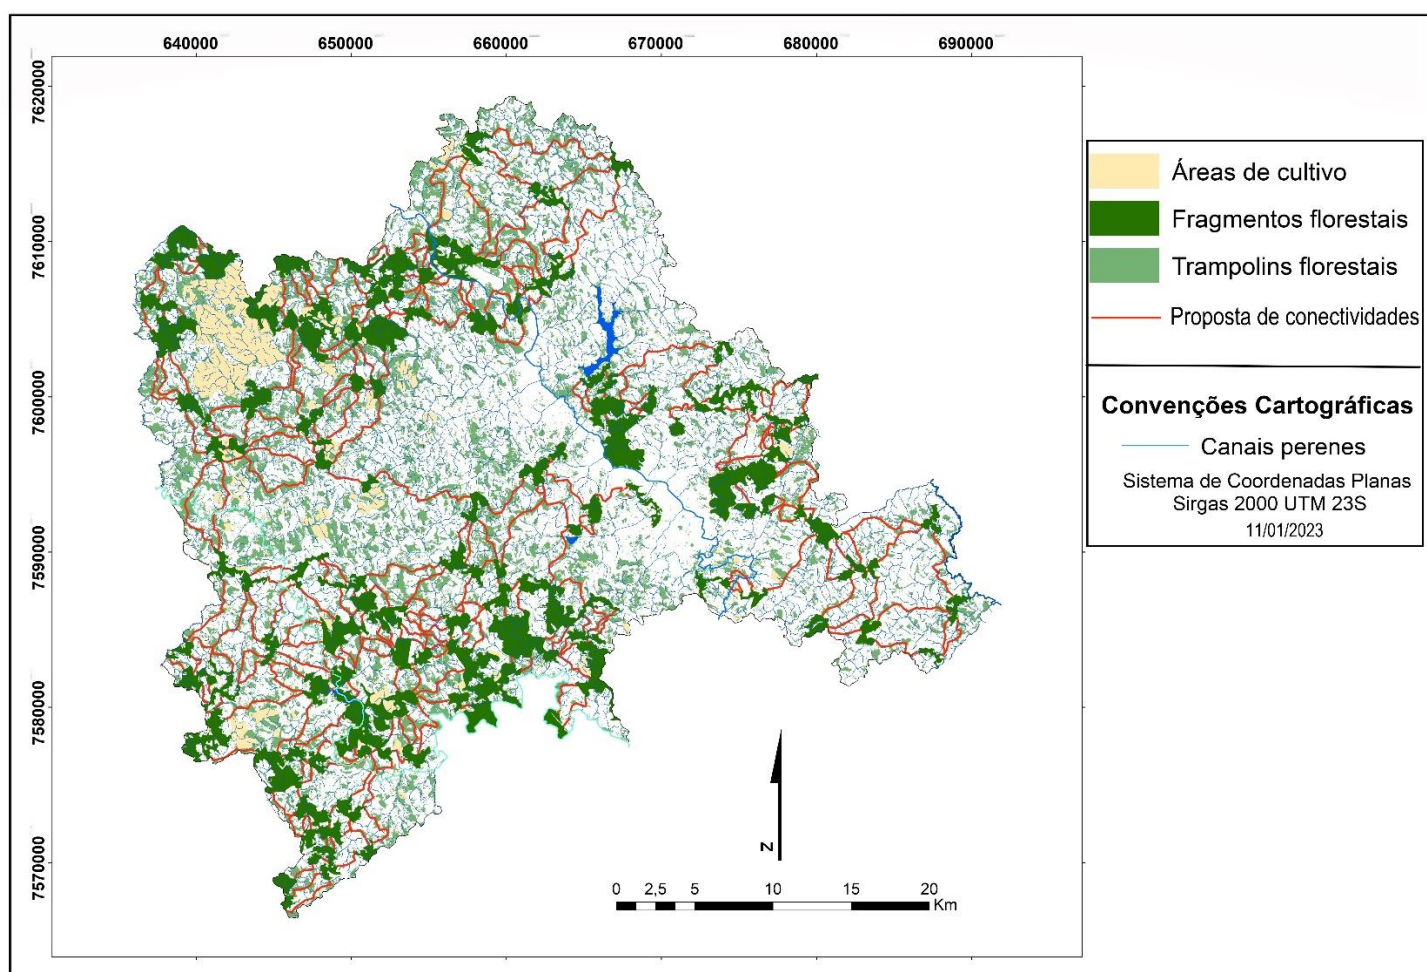 640000 650000 660000 670000 680000 690000
7620000
7610000
7600000
7590000
7580000
7570000
Áreas de cultivo
Fragmentos florestais
Trampolins florestais
Proposta de conectividades
Convenções Cartográficas
Canais perenes
Sistema de Coordenadas Planas
Sirgas 2000 UTM 23S
11/01/2023
N
0 2,5 5 10 15 20
Km